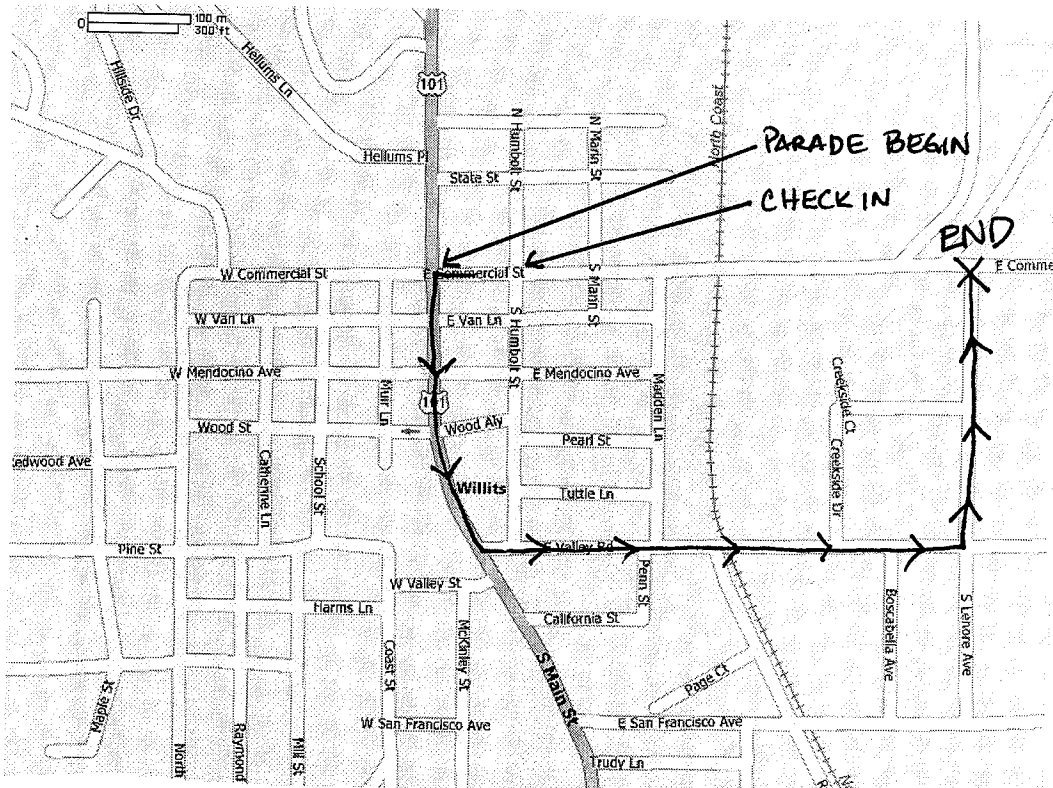 0
100 m
300 ft
Hillside Dr
Hellums Ln
101
Hellums Pl
N Humbolt St
N Mann St
State St
North Coast
PARADE BEGIN
CHECK IN
END
W Commercial St
E Commercial St
E Comme
S Mann St
W Van Ln
E Van Ln
S Humbolt St
W Mendocino Ave
E Mendocino Ave
101
Muir Ln
Madden Ln
Creekside Ct
Wood St
Wood Aly
Pearl St
Redwood Ave
Catherine Ln
School St
Willits
Tuttle Ln
Creekside Dr
Pine St
E Valley Rd
W Valley St
Penn St
Harms Ln
California St
Boscabella Ave
S Lenore Ave
Coast St
McKinley St
S Main St
Page Ct
Maple St
W San Francisco Ave
E San Francisco Ave
North
Raymond
Mill St
Trudy Ln